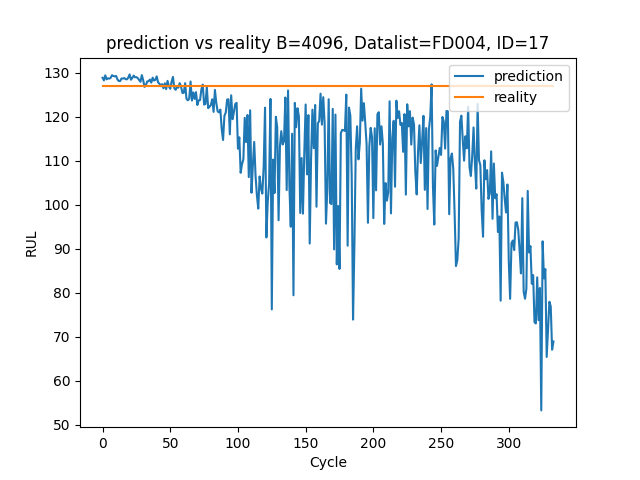 prediction vs reality B=4096, Datalist=FD004, ID=17
prediction
reality
RUL
130
120
110
100
90
80
70
60
50
0 50 100 150 200 250 300
Cycle